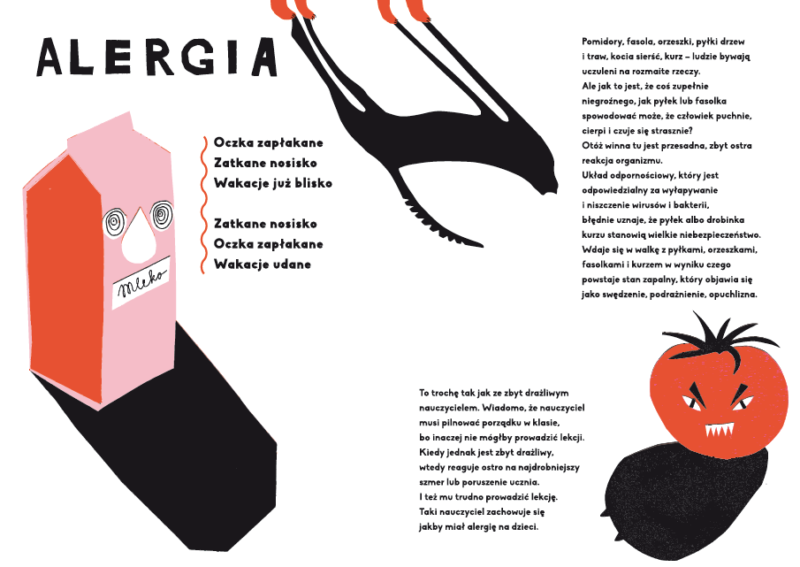 ALERGIA
Oczka zapłakane
Zatkane nosisko
Wakacje już blisko
Zatkane nosisko
Oczka zapłakane
Wakacje udane
Mleko
Pomidory, fasola, orzeszki, pyłki drzew
i traw, kocia sierść, kurz – ludzie bywają
uczuleni na rozmaite rzeczy.
Ale jak to jest, że coś zupełnie
niegroźnego, jak pyłek lub fasolka
spowodować może, że człowiek puchnie,
cierpi i czuje się strasznie?
Otóż winna tu jest przesadna, zbyt ostra
reakcja organizmu.
Układ odpornościowy, który jest
odpowiedzialny za wyłapywanie
i niszczenie wirusów i bakterii,
błędnie uznaje, że pyłek albo drobinka
kurzu stanowią wielkie niebezpieczeństwo.
Wdaje się w walkę z pyłkami, orzeszkami,
fasolkami i kurzem w wyniku czego
powstaje stan zapalny, który objawia się
jako swędzenie, podrażnienie, opuchlizna.
To trochę tak jak ze zbyt drażliwym
nauczycielem. Wiadomo, że nauczyciel
musi pilnować porządku w klasie,
bo inaczej nie mógłby prowadzić lekcji.
Kiedy jednak jest zbyt drażliwy,
wtedy reaguje ostro na najdrobniejszy
szmer lub poruszenie ucznia.
I też mu trudno prowadzić lekcję.
Taki nauczyciel zachowuje się
jakby miał alergię na dzieci.